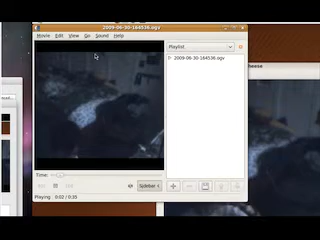 2009-06-30-164536.ogv
Movie Edit View Go Sound Help
Playlist
2009-06-30-164536.ogv
Time:
Sidebar
Playing 0:02 / 0:35